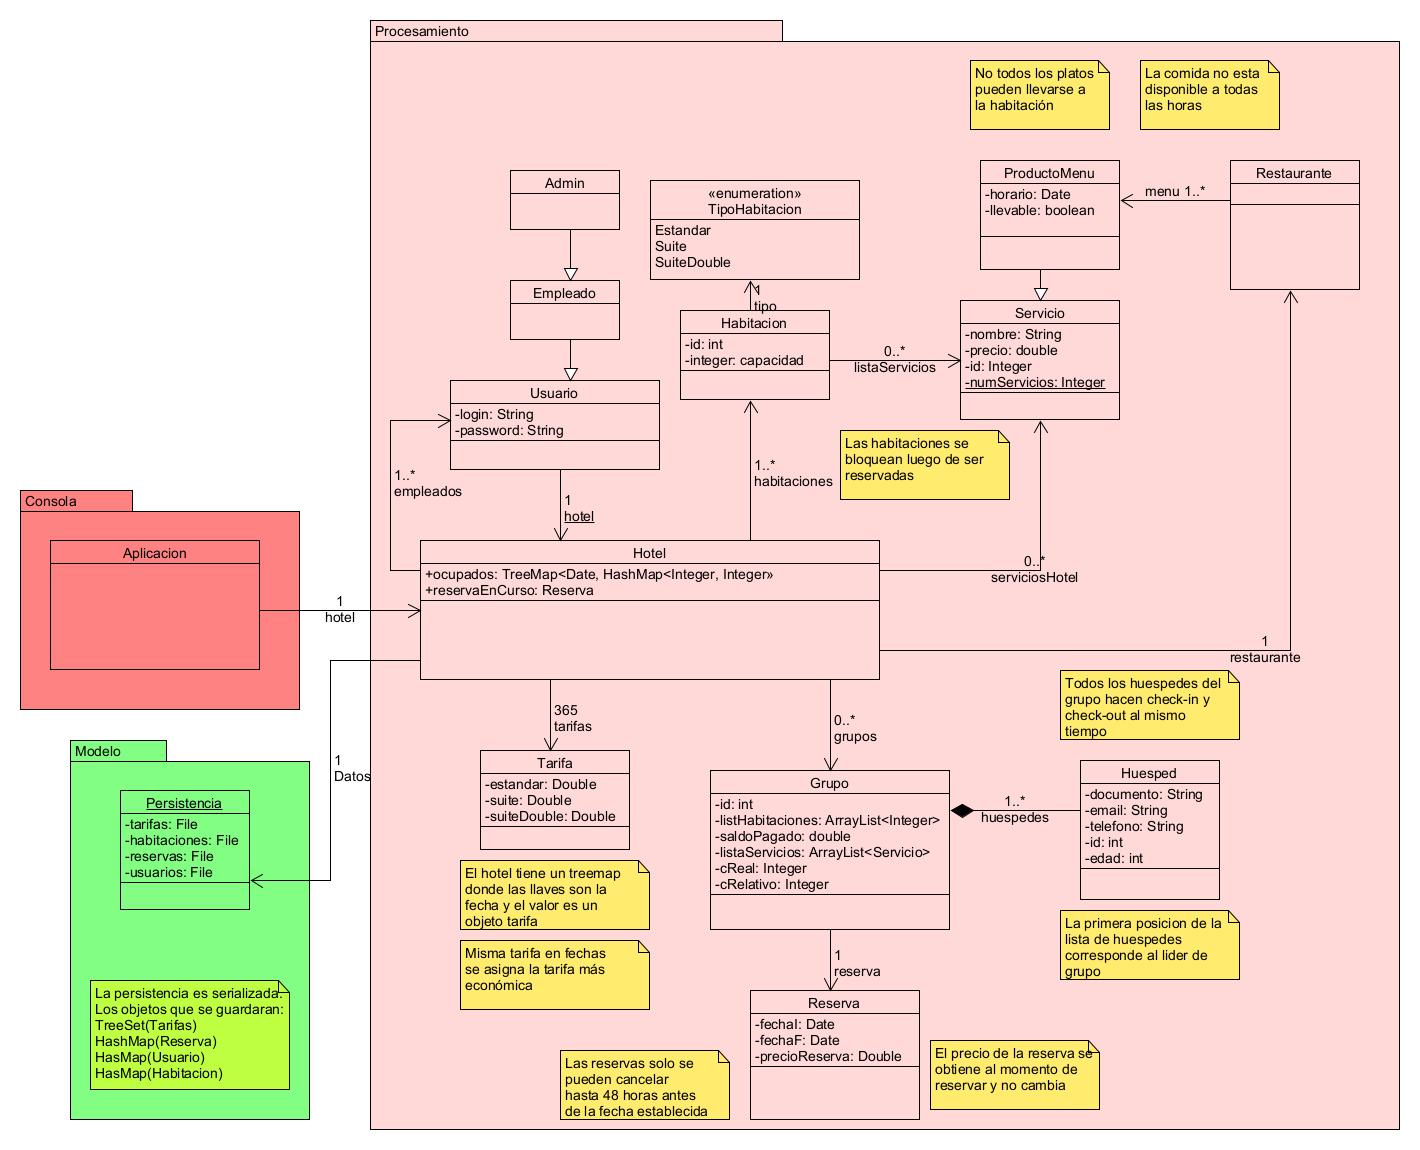 Procesamiento
No todos los platos
pueden llevarse a
la habitación
La comida no esta
disponible a todas
las horas
Admin
«enumeration»
TipoHabitacion
Estandar
Suite
SuiteDouble
ProductoMenu
-horario: Date
-llevable: boolean
menu 1..*
Restaurante
Empleado
1
tipo
Habitacion
-id: int
-integer: capacidad
0..*
listaServicios
Servicio
-nombre: String
-precio: double
-id: Integer
-numServicios: Integer
Usuario
-login: String
-password: String
Las habitaciones se
bloquean luego de ser
reservadas
1..*
empleados
1
hotel
1..*
habitaciones
Consola
Aplicacion
1
hotel
Hotel
+ocupados: TreeMap<Date, HashMap<Integer, Integer»
+reservaEnCurso: Reserva
0..*
serviciosHotel
1
restaurante
365
tarifas
0..*
grupos
Todos los huespedes del
grupo hacen check-in y
check-out al mismo
tiempo
Modelo
1
Datos
Persistencia
-tarifas: File
-habitaciones: File
-reservas: File
-usuarios: File
Tarifa
-estandar: Double
-suite: Double
-suiteDouble: Double
Grupo
-id: int
-listHabitaciones: ArrayList<Integer>
-saldoPagado: double
-listaServicios: ArrayList<Servicio>
-cReal: Integer
-cRelativo: Integer
1..*
huespedes
Huesped
-documento: String
-email: String
-telefono: String
-id: int
-edad: int
El hotel tiene un treemap
donde las llaves son la
fecha y el valor es un
objeto tarifa
Misma tarifa en fechas
se asigna la tarifa más
económica
La primera posicion de la
lista de huespedes
corresponde al lider de
grupo
1
reserva
La persistencia es serializada.
Los objetos que se guardaran:
TreeSet(Tarifas)
HashMap(Reserva)
HasMap(Usuario)
HasMap(Habitacion)
Reserva
-fechaI: Date
-fechaF: Date
-precioReserva: Double
Las reservas solo se
pueden cancelar
hasta 48 horas antes
de la fecha establecida
El precio de la reserva se
obtiene al momento de
reservar y no cambia